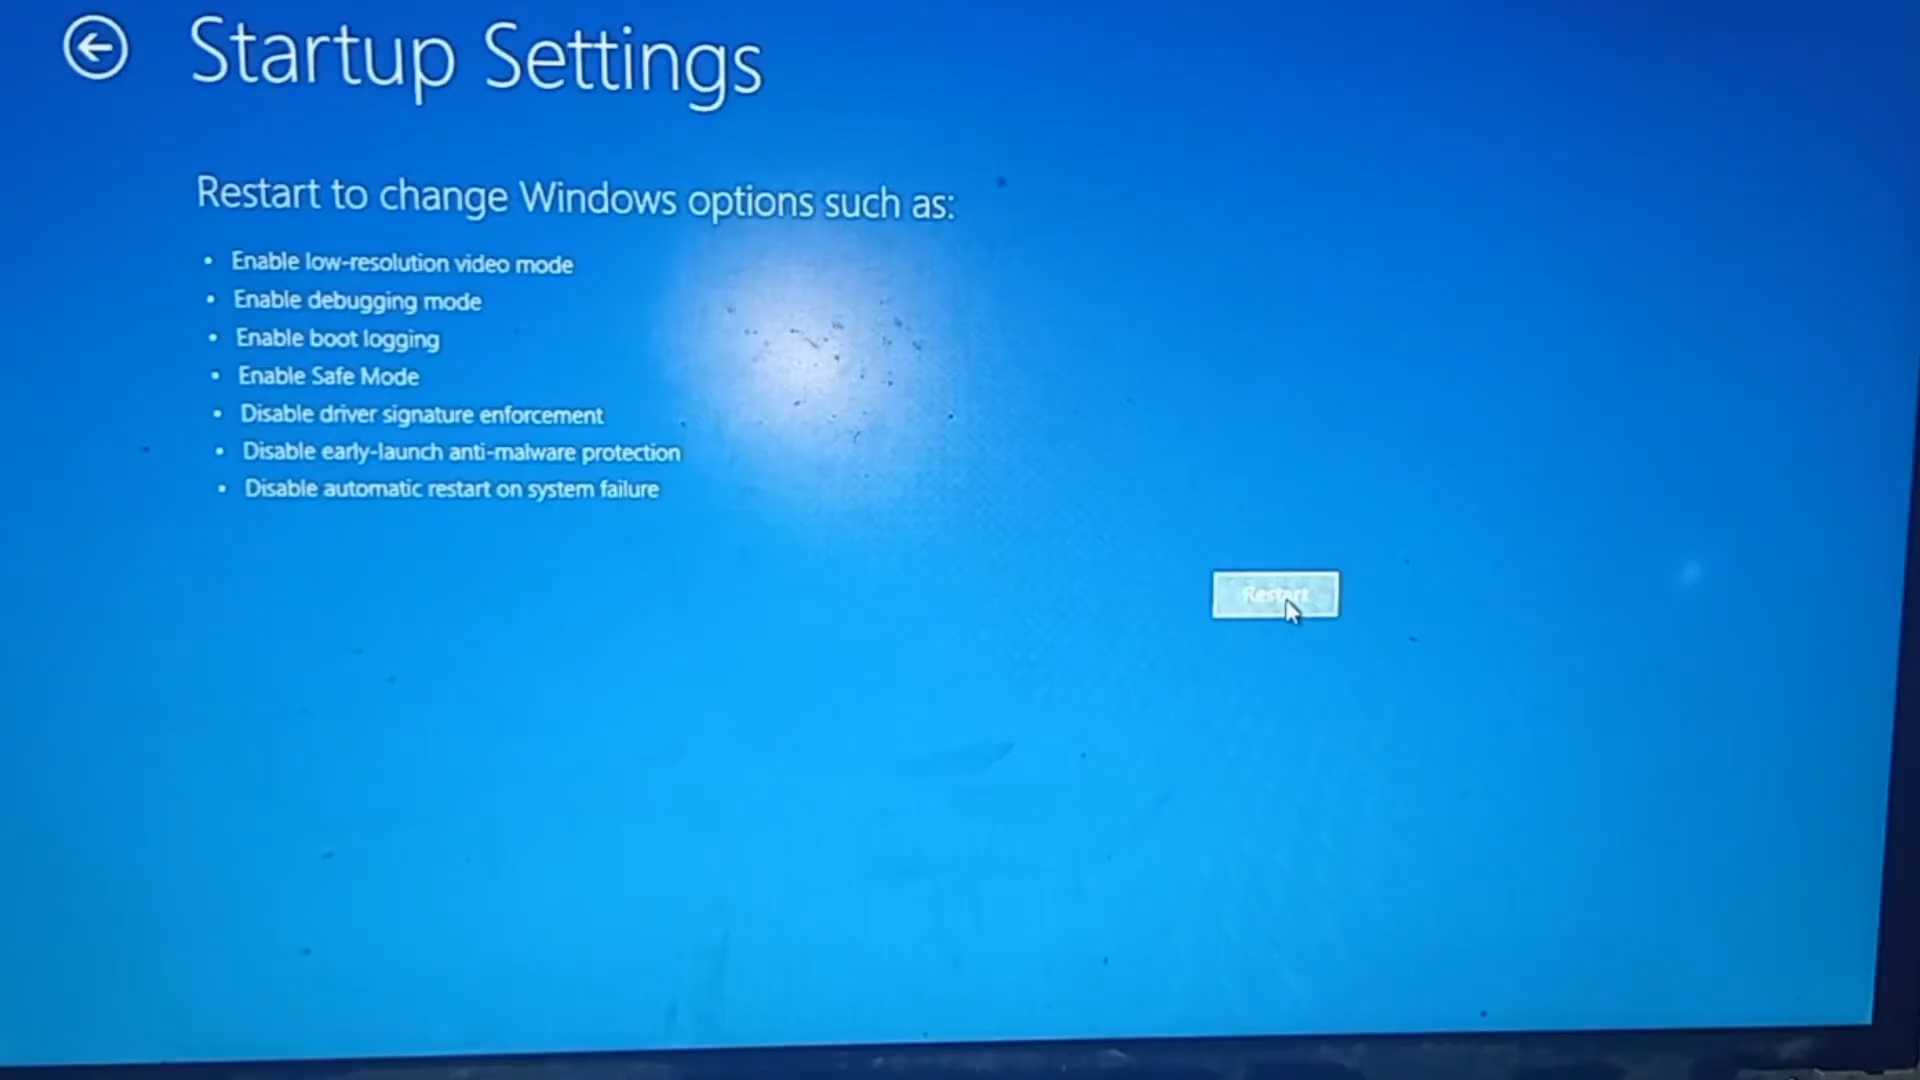 Startup Settings
Restart to change Windows options such as:
• Enable low-resolution video mode
• Enable debugging mode
• Enable boot logging
• Enable Safe Mode
• Disable driver signature enforcement
• Disable early-launch anti-malware protection
• Disable automatic restart on system failure
Restart